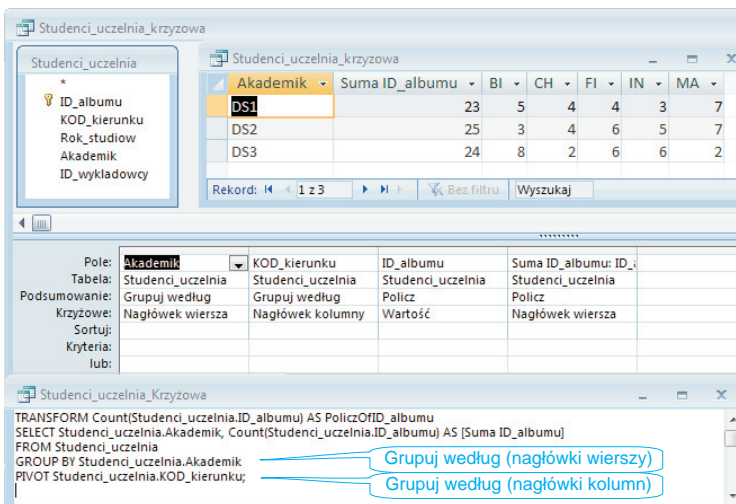 Studenci_uczelnia_krzyzowa
Studenci_uczelnia
*
ID_albumu
KOD_kierunku
Rok_studiow
Akademik
ID_wykladowcy
Studenci_uczelnia_krzyzowa
Akademik Suma ID_albumu BI CH FI IN MA
DS1 23 5 4 4 3 7
DS2 25 3 4 6 5 7
DS3 24 8 2 6 6 2
Rekord: 1 z 3 Bez filtru Wyszukaj
Pole: Akademik KOD_kierunku ID_albumu Suma ID_albumu: ID_
Tabela: Studenci_uczelnia Studenci_uczelnia Studenci_uczelnia Studenci_uczelnia
Podsumowanie: Grupuj według Grupuj według Policz Policz
Krzyżowe: Nagłówek wiersza Nagłówek kolumny Wartość Nagłówek wiersza
Sortuj:
Kryteria:
lub:
Studenci_uczelnia_Krzyżowa
TRANSFORM Count(Studenci_uczelnia.ID_albumu) AS PoliczOfID_albumu
SELECT Studenci_uczelnia.Akademik, Count(Studenci_uczelnia.ID_albumu) AS [Suma ID_albumu]
FROM Studenci_uczelnia
GROUP BY Studenci_uczelnia.Akademik
PIVOT Studenci_uczelnia.KOD_kierunku;
Grupuj według (nagłówki wierszy)
Grupuj według (nagłówki kolumn)